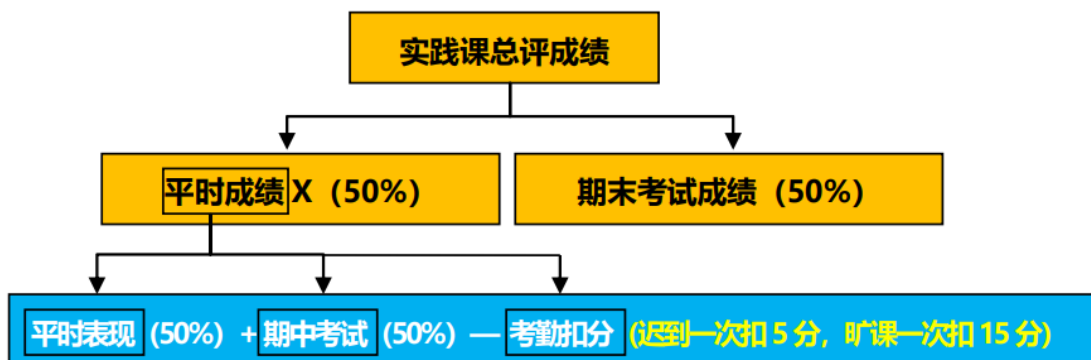 实践课总评成绩
平时成绩 X（50%）
期末考试成绩（50%）
平时表现（50%）+ 期中考试（50%）— 考勤扣分（迟到一次扣 5 分，旷课一次扣 15 分）